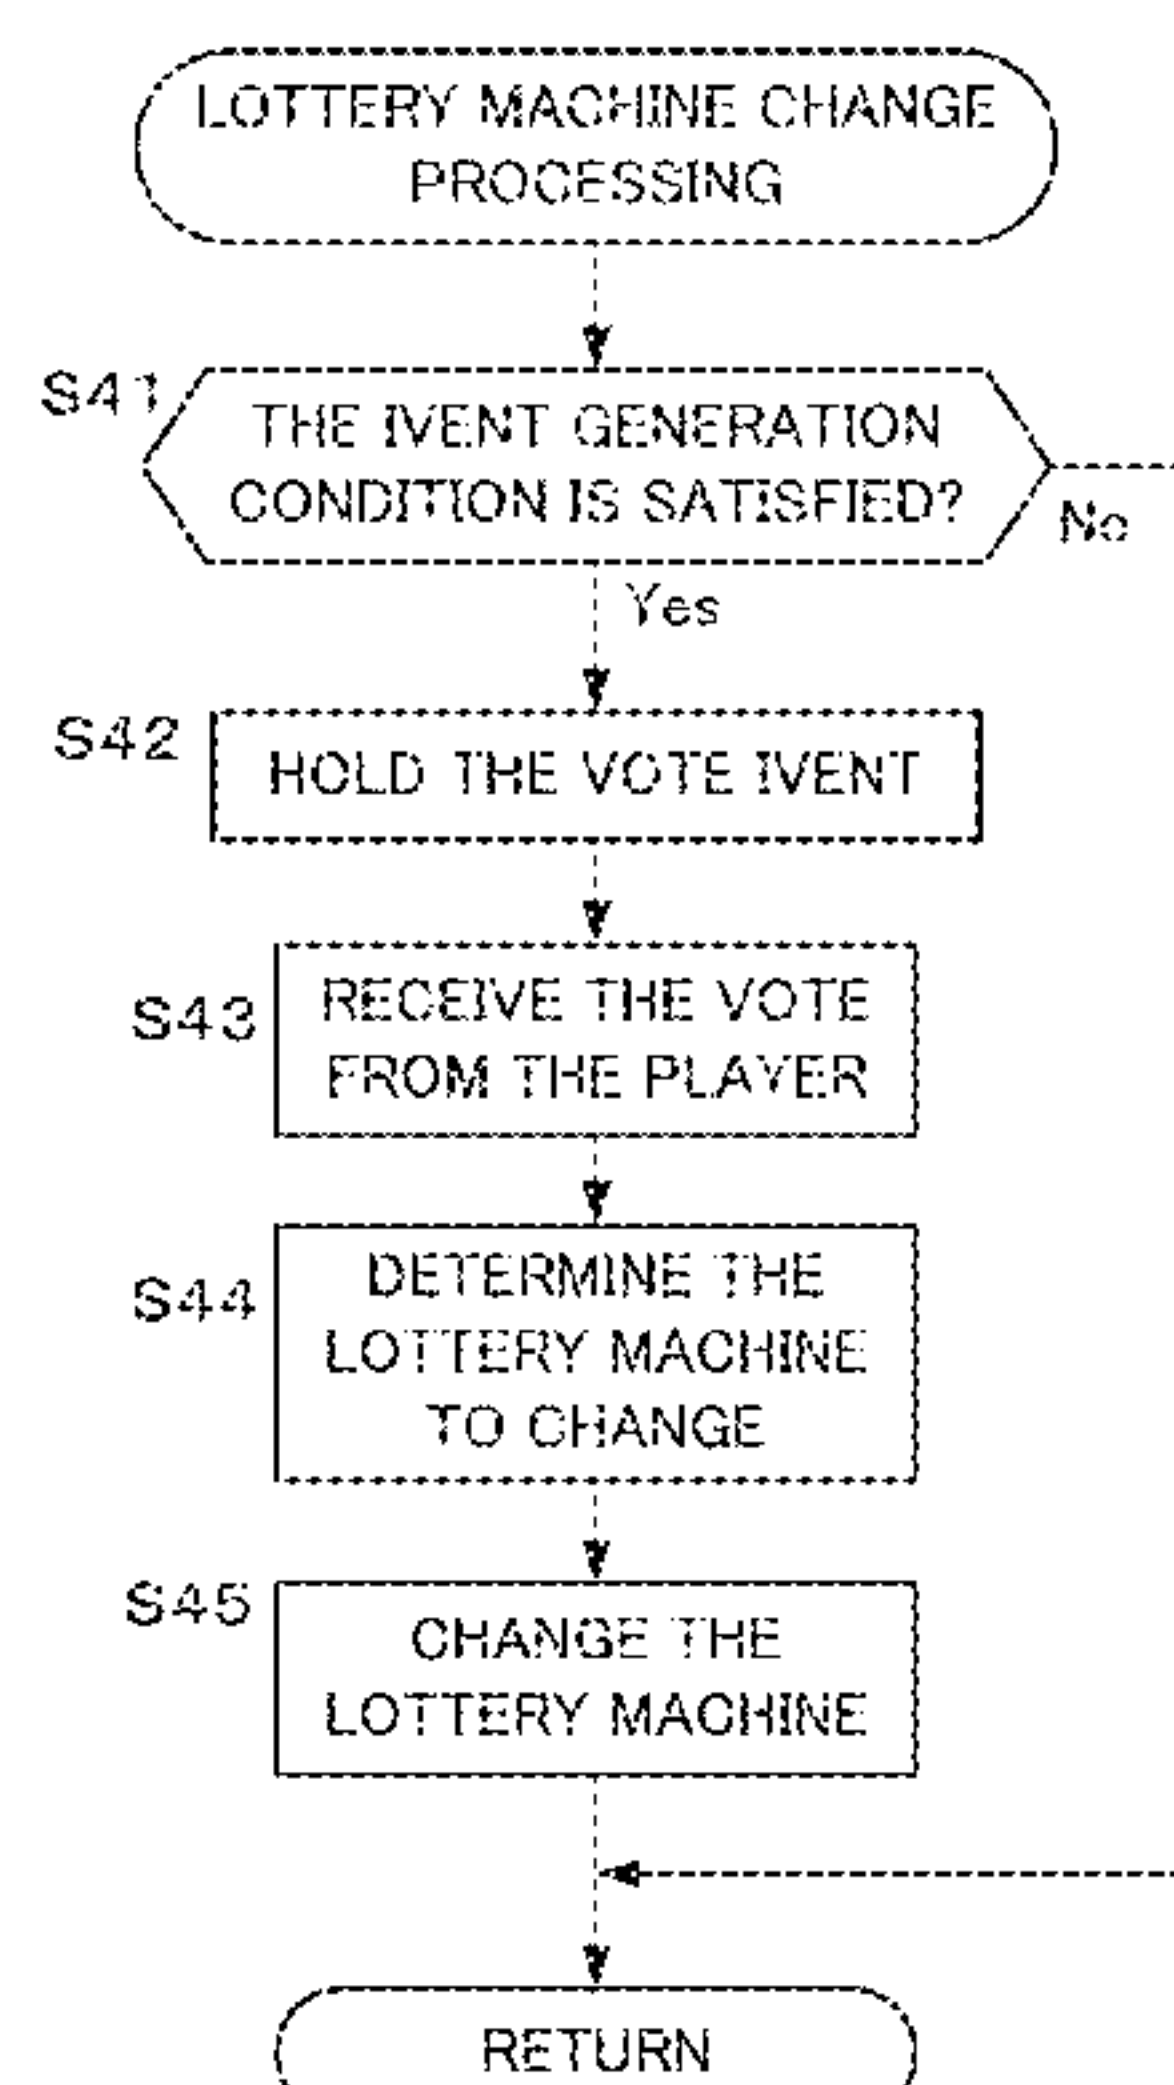 LOTTERY MACHINE CHANGE
PROCESSING
S41
THE IVENT GENERATION
CONDITION IS SATISFIED?
No
Yes
S42
HOLD THE VOTE IVENT
S43
RECEIVE THE VOTE
FROM THE PLAYER
S44
DETERMINE THE
LOTTERY MACHINE
TO CHANGE
S45
CHANGE THE
LOTTERY MACHINE
RETURN